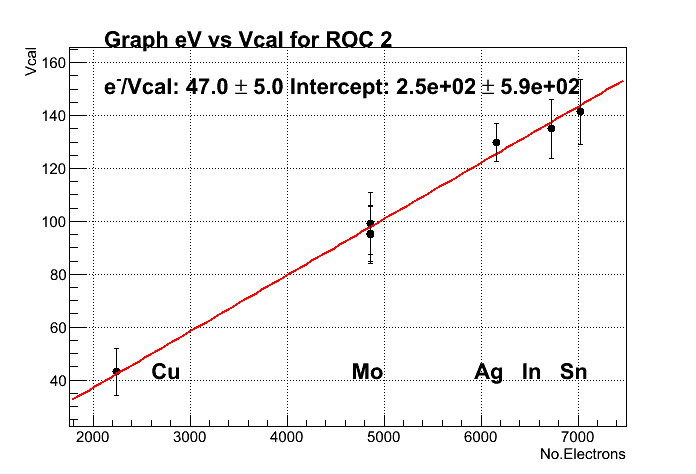 Graph eV vs Vcal for ROC 2
Vcal
e-/Vcal: 47.0 ± 5.0 Intercept: 2.5e+02 ± 5.9e+02
160
140
120
100
80
60
40
Cu Mo Ag In Sn
2000 3000 4000 5000 6000 7000
No.Electrons